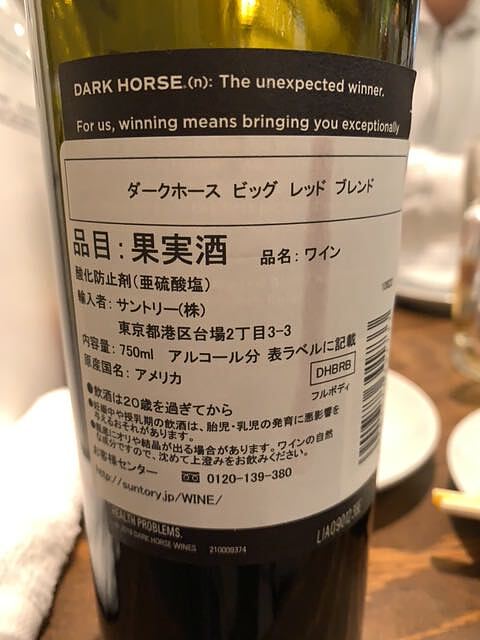 DARK HORSE.(n): The unexpected winner.
For us, winning means bringing you exceptionally
ダークホース ビッグ レッド ブレンド
品目：果実酒 品名：ワイン
酸化防止剤（亜硫酸塩）
輸入者：サントリー（株）
東京都港区台場2丁目3-3
内容量：750ml アルコール分 表ラベルに記載
原産国名：アメリカ
DHBRB
フルボディ
●飲酒は20歳を過ぎてから
●妊娠中や授乳期の飲酒は、胎児・乳児の発育に悪影響を
与えるおそれがあります。
●瓶底にオリや結晶が出る場合があります。ワインの自然
な成分ですので、沈めて上澄みをお飲みください。
お客様センター 0120-139-380
http://suntory.jp/WINE/
HEALTH PROBLEMS.
2019 DARK HORSE WINES 210009374